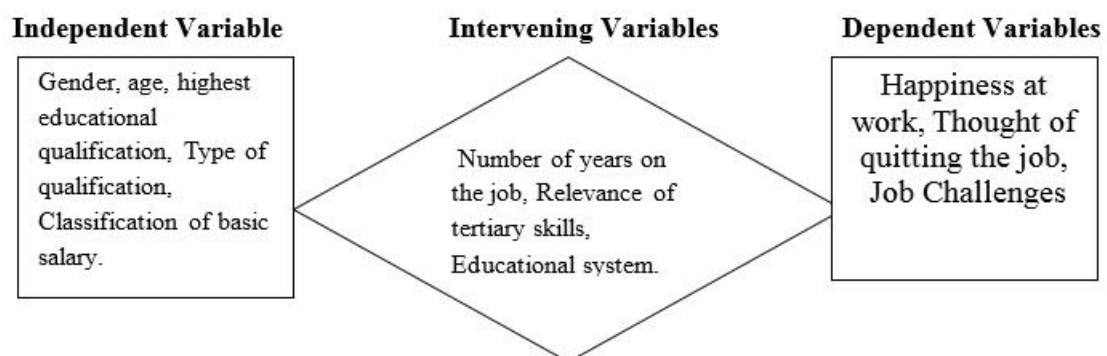 Independent Variable
Gender, age, highest
educational
qualification, Type of
qualification,
Classification of basic
salary.
Intervening Variables
Number of years on
the job, Relevance of
tertiary skills,
Educational system.
Dependent Variables
Happiness at
work, Thought of
quitting the job,
Job Challenges